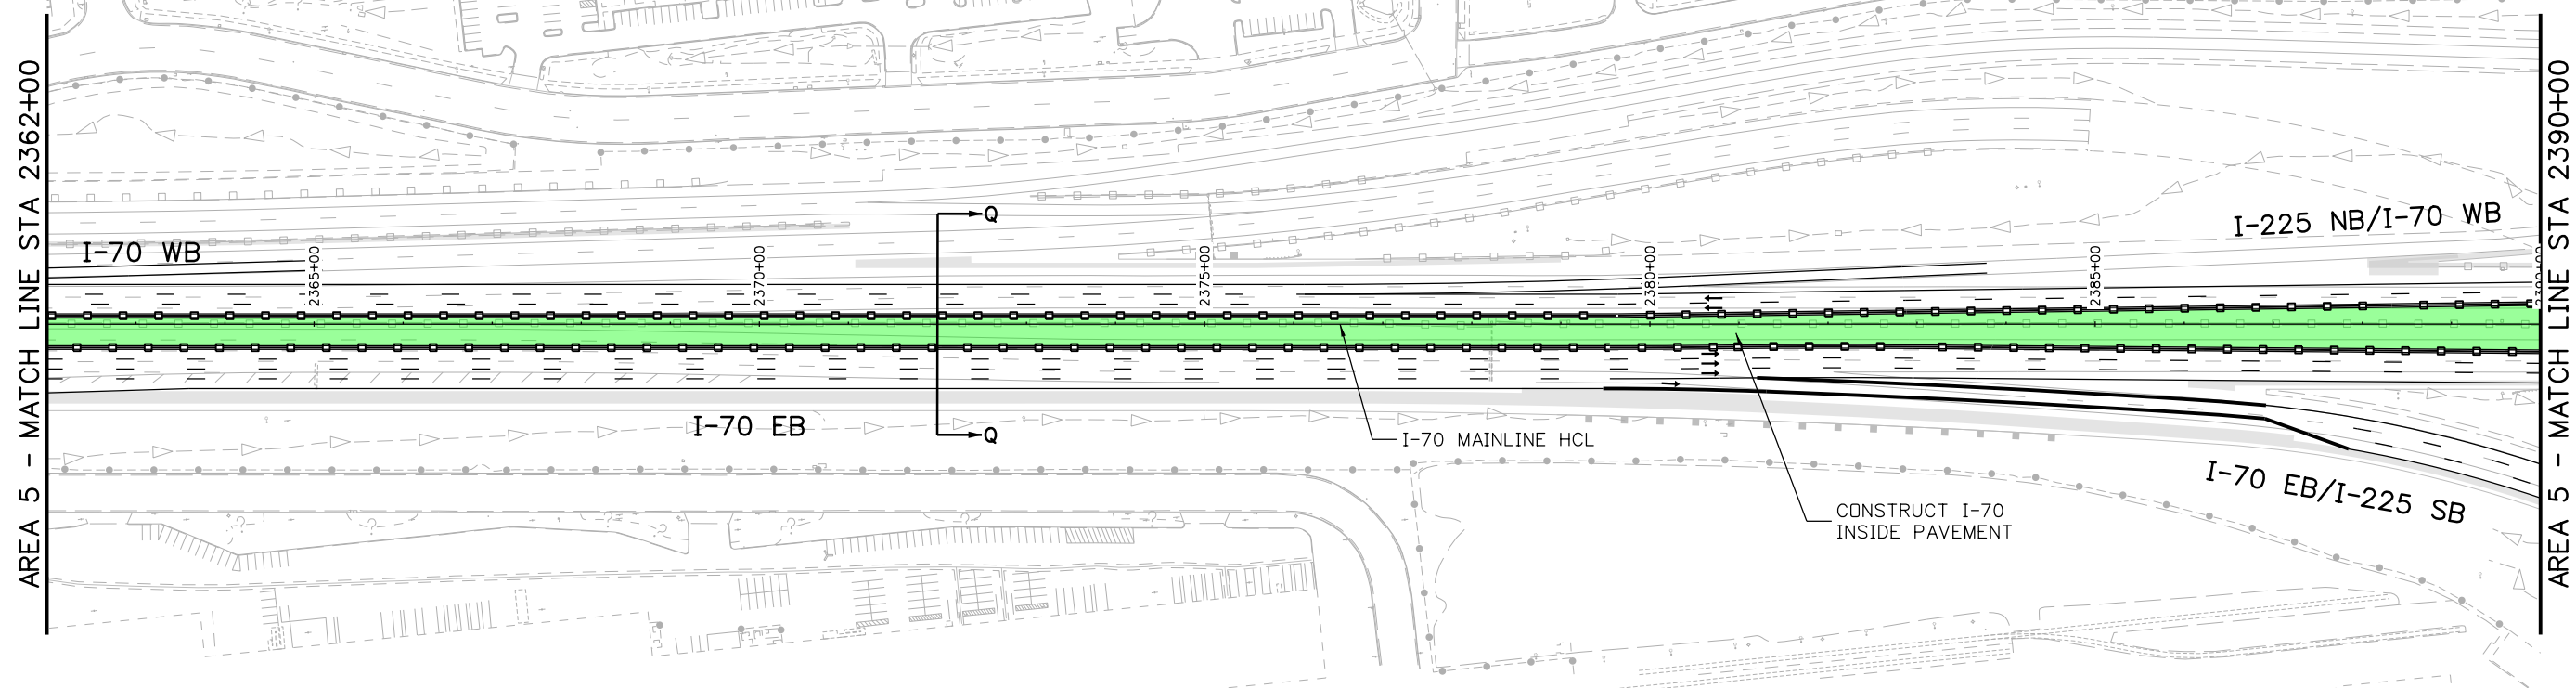 AREA 5 - MATCH LINE STA 2362+00
I-70 WB
2365+00
2370+00
Q
2375+00
2380+00
2385+00
I-225 NB/I-70 WB
I-70 EB
Q
I-70 MAINLINE HCL
CONSTRUCT I-70
INSIDE PAVEMENT
I-70 EB/I-225 SB
2390+00
AREA 5 - MATCH LINE STA 2390+00